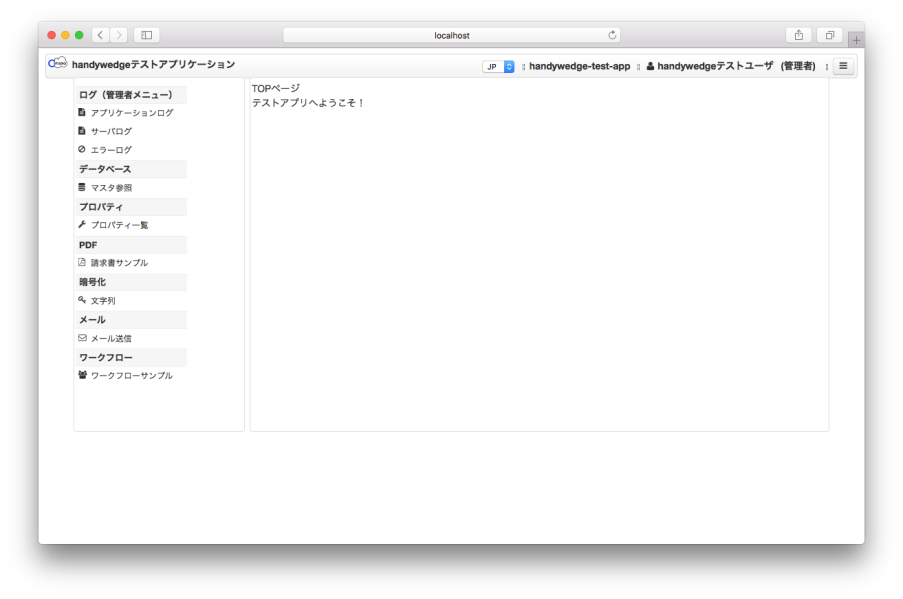 localhost
handywedgeテストアプリケーション
JP
handywedge-test-app
handywedgeテストユーザ (管理者)
ログ（管理者メニュー）
アプリケーションログ
サーバログ
エラーログ
データベース
マスタ参照
プロパティ
プロパティ一覧
PDF
請求書サンプル
暗号化
文字列
メール
メール送信
ワークフロー
ワークフローサンプル
TOPページ
テストアプリへようこそ！